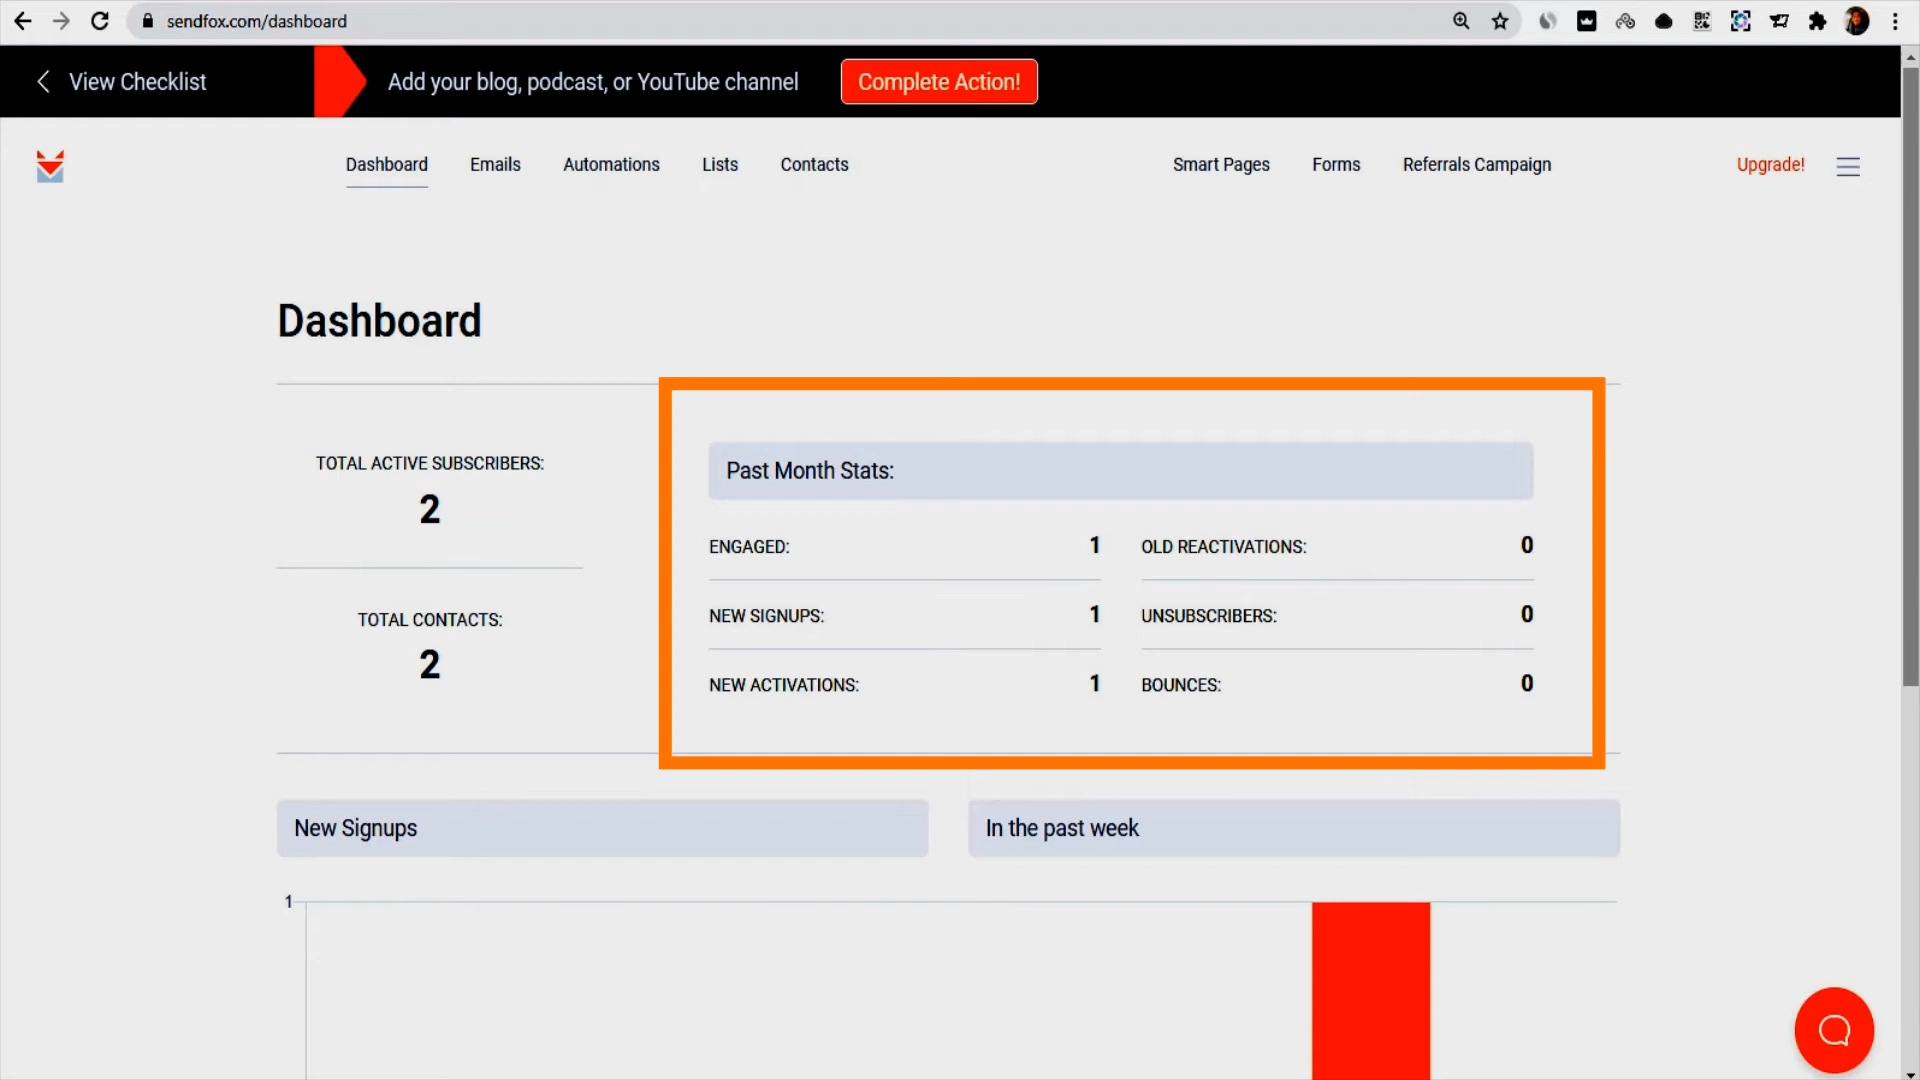 sendfox.com/dashboard
View Checklist
Add your blog, podcast, or YouTube channel
Complete Action!
Dashboard
Emails
Automations
Lists
Contacts
Smart Pages
Forms
Referrals Campaign
Upgrade!
Dashboard
TOTAL ACTIVE SUBSCRIBERS:
2
TOTAL CONTACTS:
2
Past Month Stats:
ENGAGED: 1
OLD REACTIVATIONS: 0
NEW SIGNUPS: 1
UNSUBSCRIBERS: 0
NEW ACTIVATIONS: 1
BOUNCES: 0
New Signups
In the past week
1